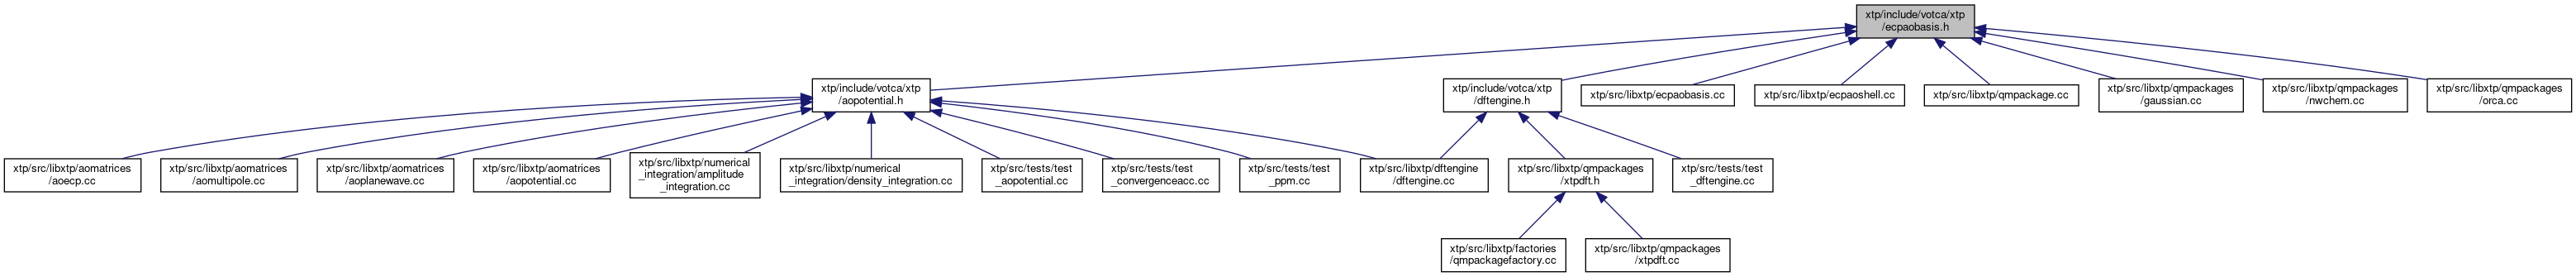 xtp/include/votca/xtp
/ecpaobasis.h
xtp/include/votca/xtp
/aopotential.h
xtp/include/votca/xtp
/dftengine.h
xtp/src/libxtp/ecpaobasis.cc
xtp/src/libxtp/ecpaoshell.cc
xtp/src/libxtp/qmpackage.cc
xtp/src/libxtp/qmpackages
/gaussian.cc
xtp/src/libxtp/qmpackages
/nwchem.cc
xtp/src/libxtp/qmpackages
/orca.cc
xtp/src/libxtp/aomatrices
/aoecp.cc
xtp/src/libxtp/aomatrices
/aomultipole.cc
xtp/src/libxtp/aomatrices
/aoplanewave.cc
xtp/src/libxtp/aomatrices
/aopotential.cc
xtp/src/libxtp/numerical
_integration/amplitude
_integration.cc
xtp/src/libxtp/numerical
_integration/density_integration.cc
xtp/src/tests/test
_aopotential.cc
xtp/src/tests/test
_convergenceacc.cc
xtp/src/tests/test
_ppm.cc
xtp/src/libxtp/dftengine
/dftengine.cc
xtp/src/libxtp/qmpackages
/xtpdft.h
xtp/src/tests/test
_dftengine.cc
xtp/src/libxtp/factories
/qmpackagefactory.cc
xtp/src/libxtp/qmpackages
/xtpdft.cc